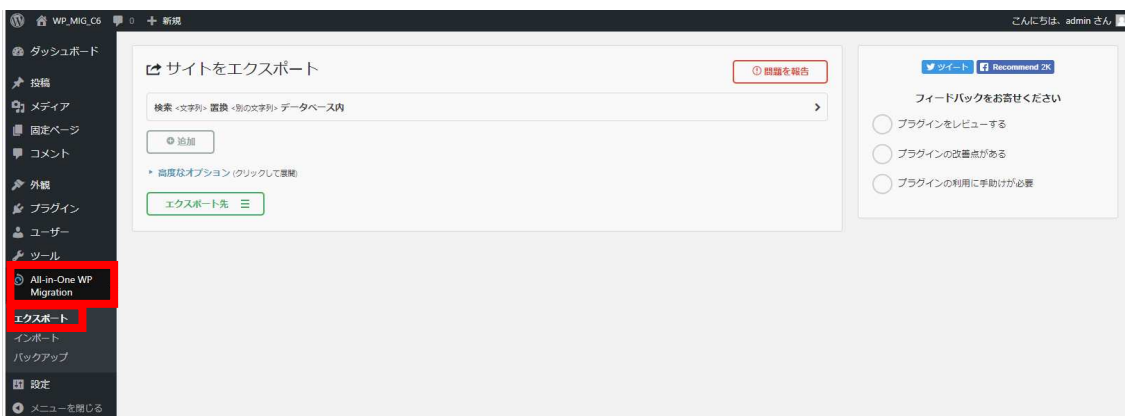 WP_MIG_C6 0 新規
こんにちは、admin さん
ダッシュボード
投稿
メディア
固定ページ
コメント
外観
プラグイン
ユーザー
ツール
All-in-One WP
Migration
エクスポート
インポート
バックアップ
設定
メニューを閉じる
サイトをエクスポート
問題を報告
検索 <文字列> 置換 <別の文字列> データベース内
追加
高度なオプション (クリックして展開)
エクスポート先
ツイート
Recommend 2K
フィードバックをお寄せください
プラグインをレビューする
プラグインの改善点がある
プラグインの利用に手助けが必要